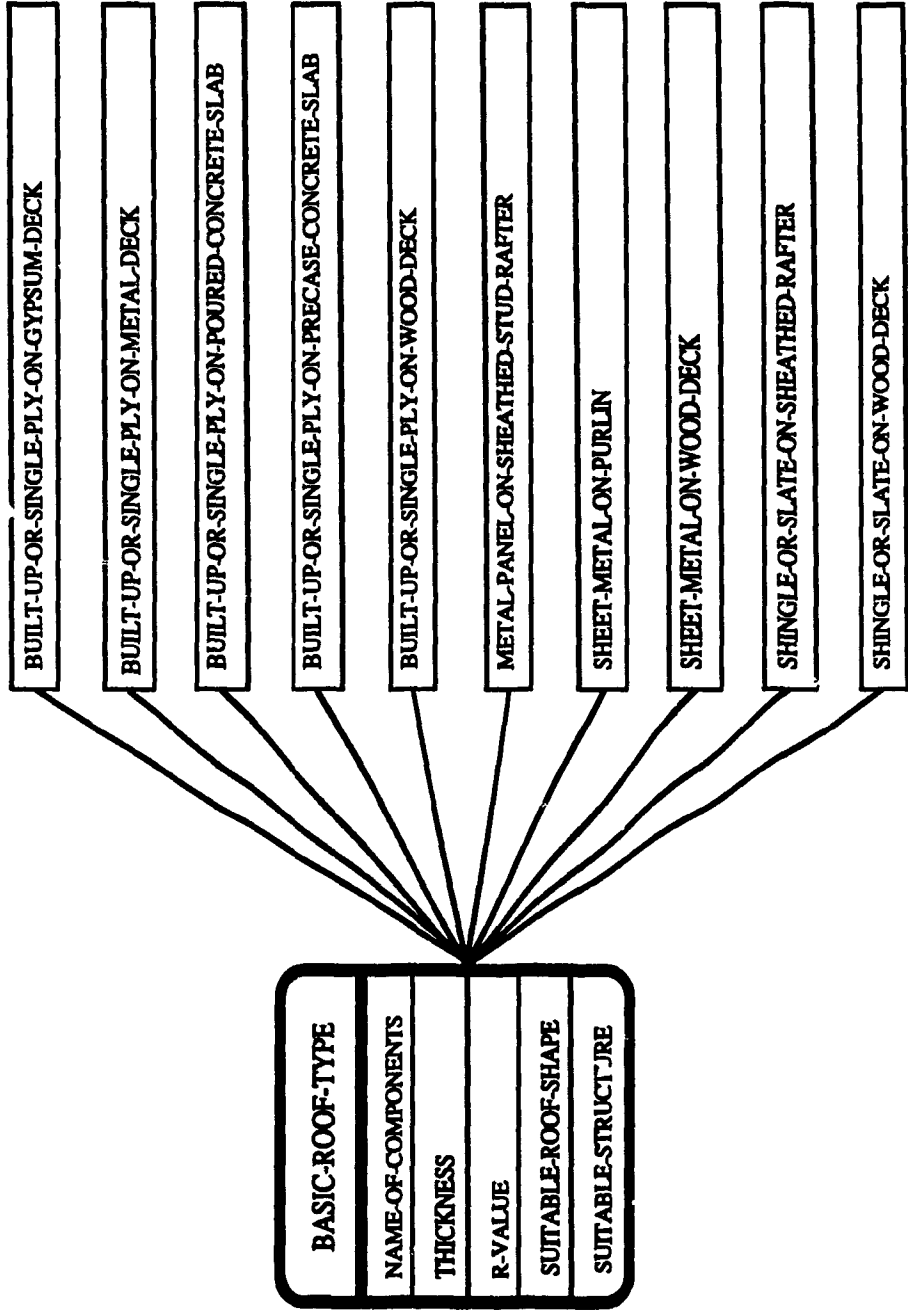 BASIC-ROOF-TYPE
NAME-OF-COMPONENTS
THICKNESS
R-VALUE
SUITABLE-ROOF-SHAPE
SUITABLE-STRUCTURE
BUILT-UP-OR-SINGLE-PLY-ON-GYPSUM-DECK
BUILT-UP-OR-SINGLE-PLY-ON-METAL-DECK
BUILT-UP-OR-SINGLE-PLY-ON-POURED-CONCRETE-SLAB
BUILT-UP-OR-SINGLE-PLY-ON-PRECASE-CONCRETE-SLAB
BUILT-UP-OR-SINGLE-PLY-ON-WOOD-DECK
METAL-PANEL-ON-SHEATHED-STUD-RAFTER
SHEET-METAL-ON-PURLIN
SHEET-METAL-ON-WOOD-DECK
SHINGLE-OR-SLATE-ON-SHEATHED-RAFTER
SHINGLE-OR-SLATE-ON-WOOD-DECK